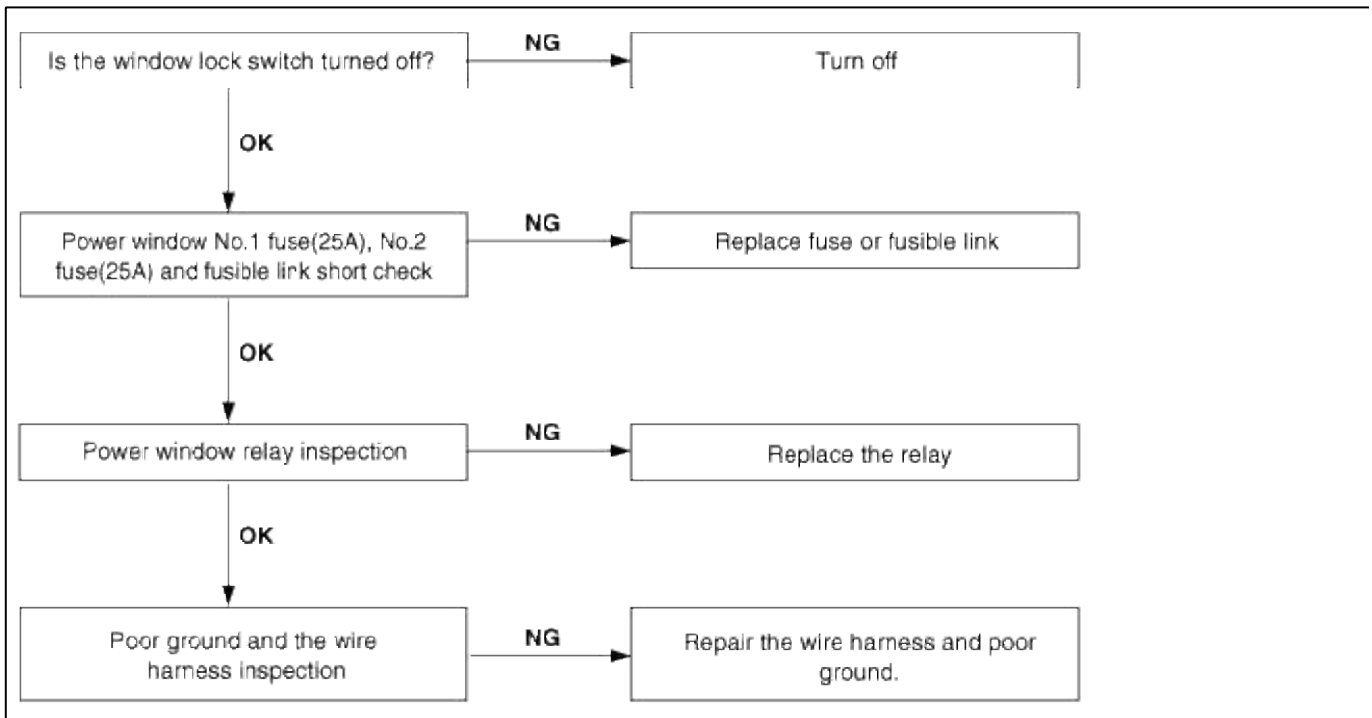 Is the window lock switch turned off?
NG
Turn off
OK
Power window No.1 fuse(25A), No.2
fuse(25A) and fusible link short check
NG
Replace fuse or fusible link
OK
Power window relay inspection
NG
Replace the relay
OK
Poor ground and the wire
harness inspection
NG
Repair the wire harness and poor
ground.